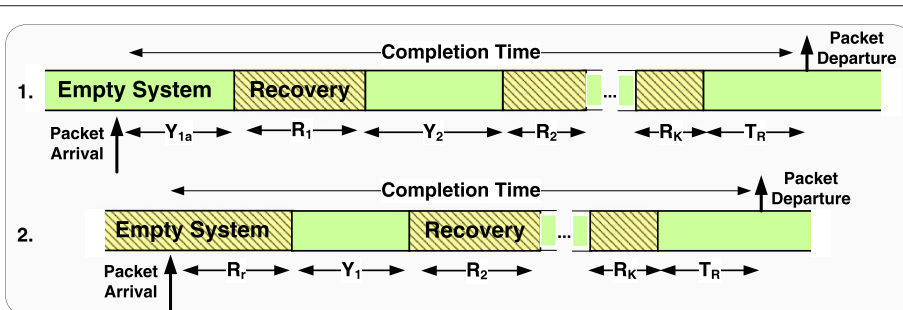 Completion Time
Packet
Departure
1.
Empty System
Recovery
...
Packet
Arrival
Y1a
R1
Y2
R2
RK
TR
Completion Time
Packet
Departure
2.
Empty System
Recovery
...
Packet
Arrival
Rr
Y1
R2
RK
TR